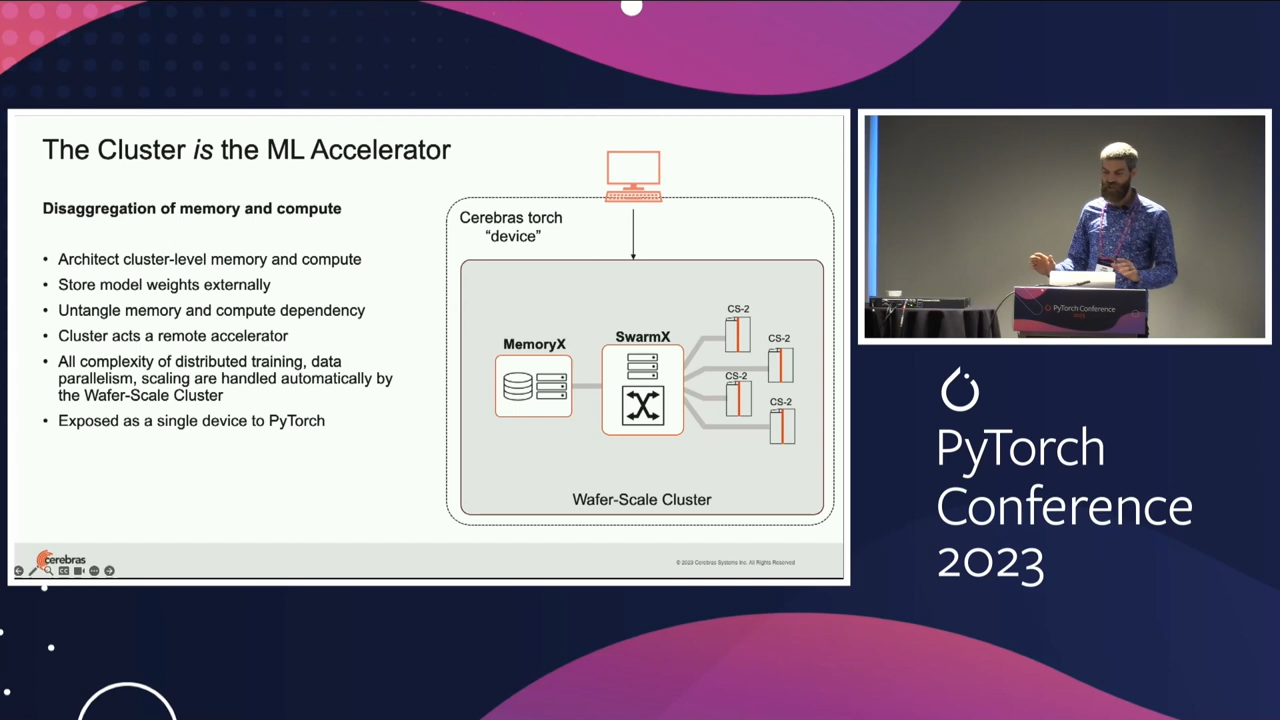 The Cluster is the ML Accelerator
Disaggregation of memory and compute
• Architect cluster-level memory and compute
• Store model weights externally
• Untangle memory and compute dependency
• Cluster acts a remote accelerator
• All complexity of distributed training, data
parallelism, scaling are handled automatically by
the Wafer-Scale Cluster
• Exposed as a single device to PyTorch
Cerebras torch
“device”
MemoryX
SwarmX
CS-2
CS-2
CS-2
CS-2
Wafer-Scale Cluster
cerebras
© 2023 Cerebras Systems Inc. All Rights Reserved
PyTorch Conference
2023
PyTorch
Conference
2023